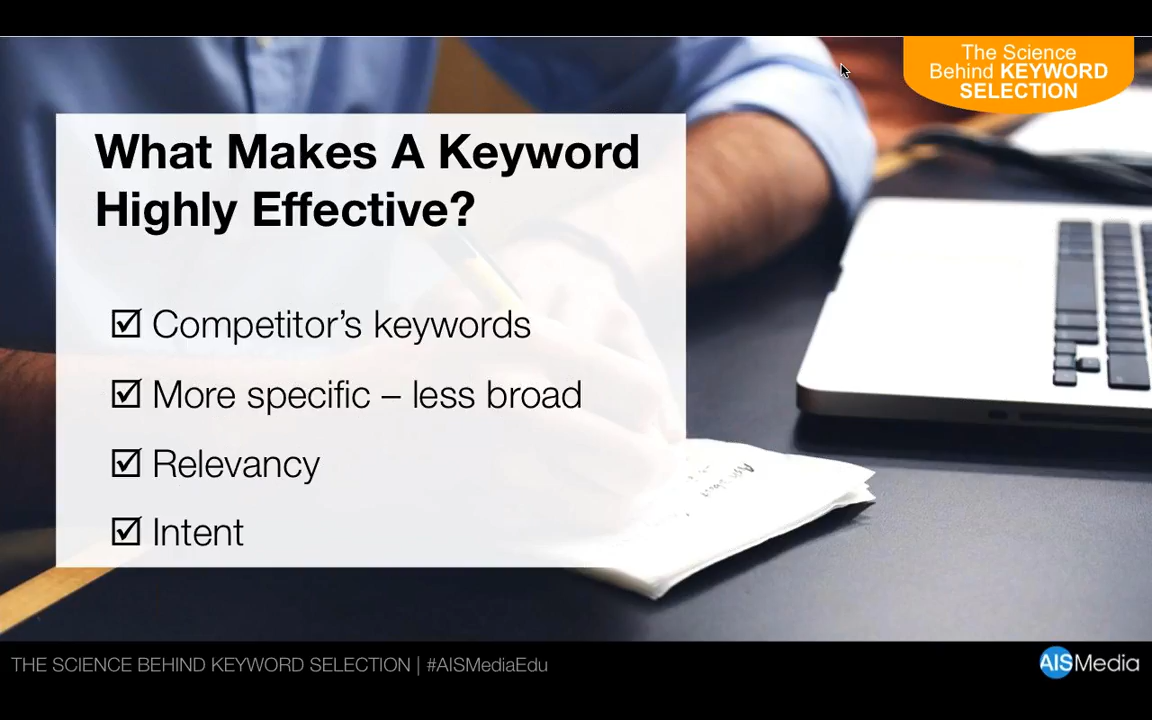 The Science
Behind KEYWORD
SELECTION
What Makes A Keyword
Highly Effective?
☑ Competitor's keywords
☑ More specific – less broad
☑ Relevancy
☑ Intent
THE SCIENCE BEHIND KEYWORD SELECTION | #AISMediaEdu
AISMedia